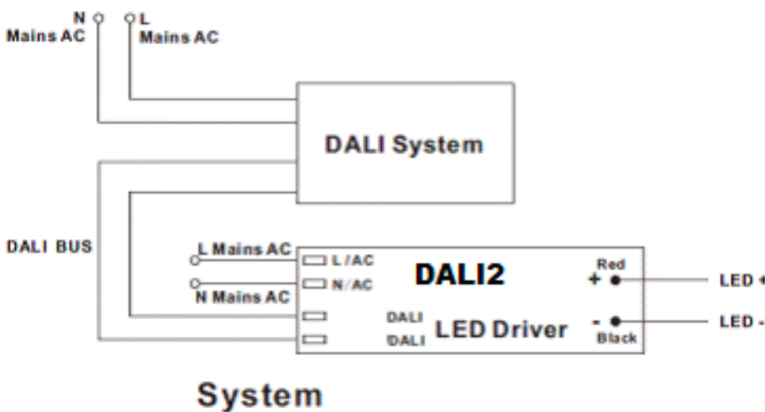 N
L
Mains AC
Mains AC
DALI System
DALI BUS
L Mains AC
N Mains AC
L/AC
N/AC
DALI
DALI
DALI2
LED Driver
Red
+
-
Black
LED +
LED -
System